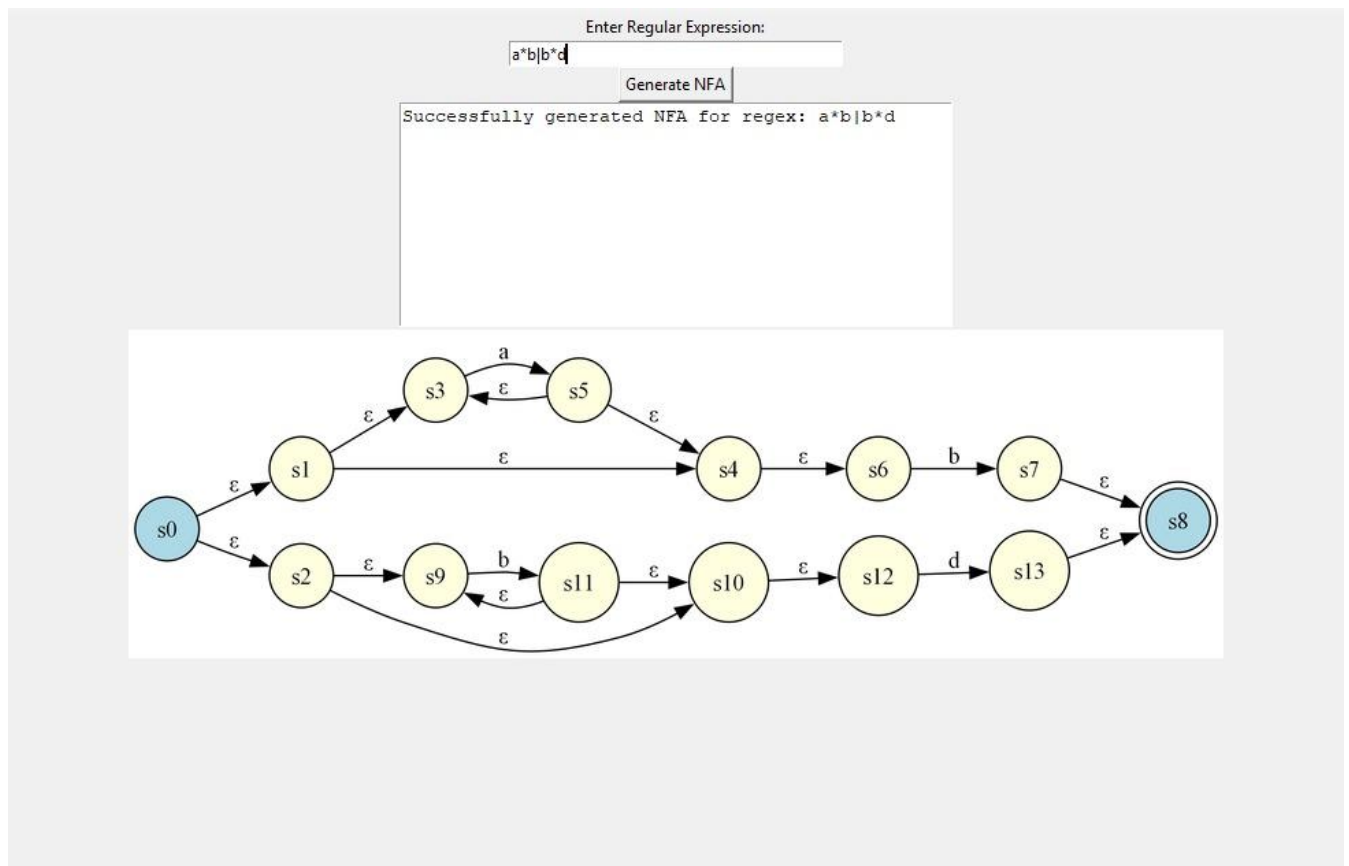 Enter Regular Expression:
a*b|b*d
Generate NFA
Successfully generated NFA for regex: a*b|b*d
a
s3
ε
s5
ε
ε
s1
ε
s4
ε
s6
b
s7
ε
ε
s0
s8
ε
ε
s2
ε
s9
b
s11
ε
s10
ε
s12
d
s13
ε
ε